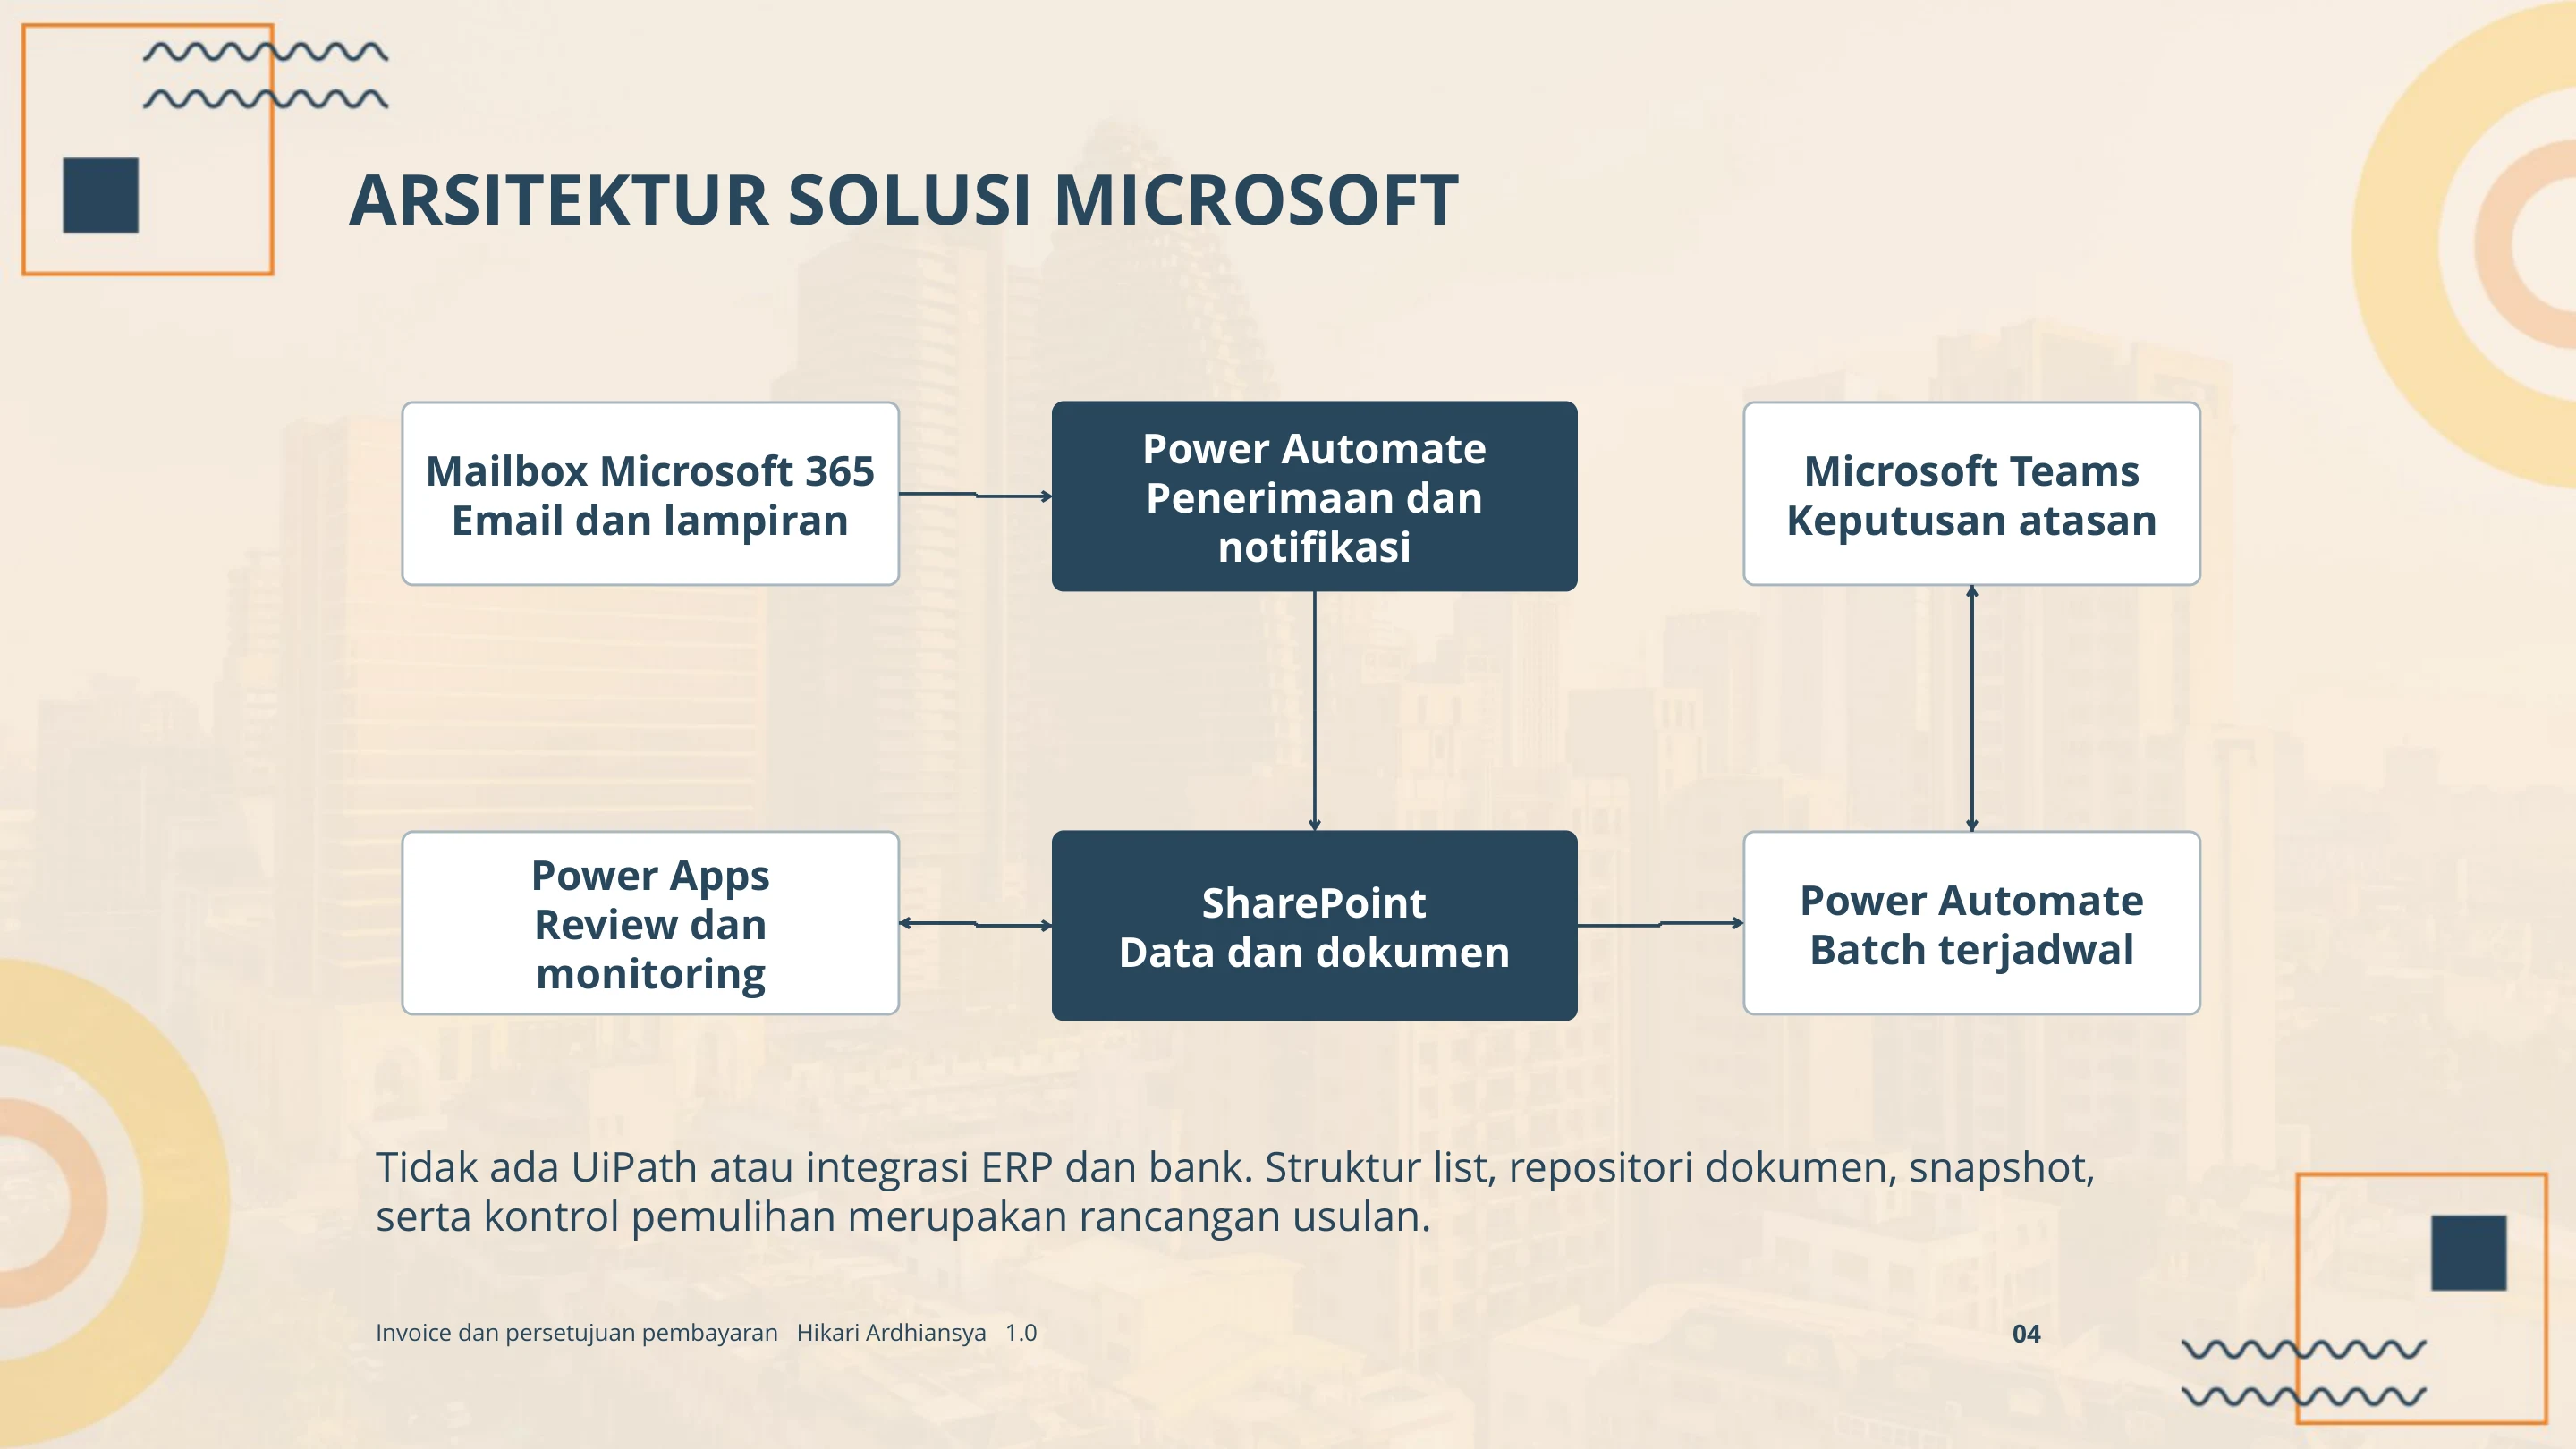 ARSITEKTUR SOLUSI MICROSOFT
Mailbox Microsoft 365
Email dan lampiran
Power Automate
Penerimaan dan
notifikasi
Microsoft Teams
Keputusan atasan
Power Apps
Review dan
monitoring
SharePoint
Data dan dokumen
Power Automate
Batch terjadwal
Tidak ada UiPath atau integrasi ERP dan bank. Struktur list, repositori dokumen, snapshot,
serta kontrol pemulihan merupakan rancangan usulan.
Invoice dan persetujuan pembayaran Hikari Ardhiansya 1.0
04